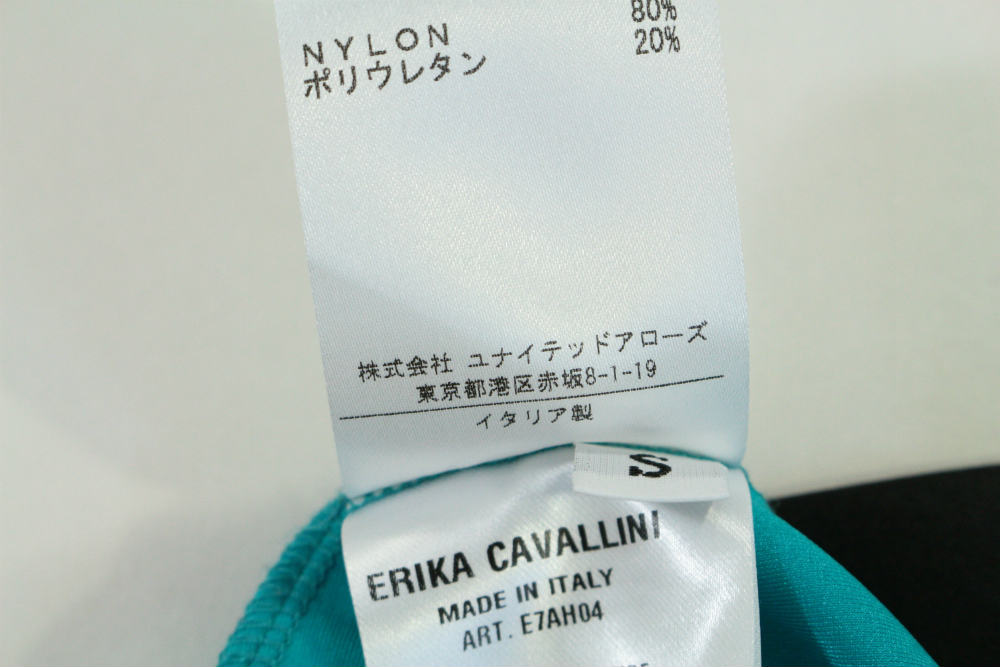 NYLON 80%
ポリウレタン 20%
株式会社 ユナイテッドアローズ
東京都港区赤坂8-1-19
イタリア製
S
ERIKA CAVALLINI
MADE IN ITALY
ART. E7AH04